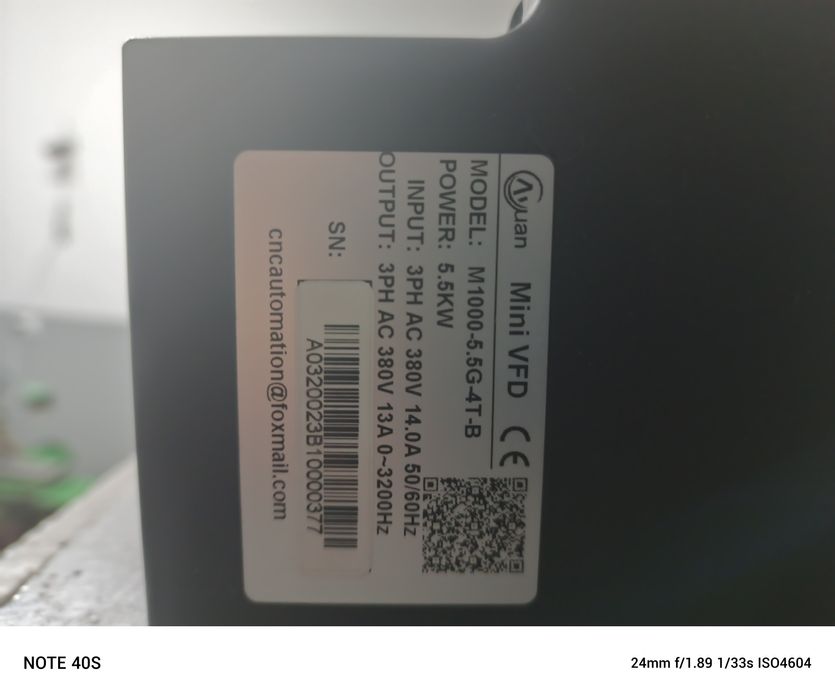 Ayuan Mini VFD CE
MODEL: M1000-5.5G-4T-B
POWER: 5.5KW
INPUT: 3PH AC 380V 14.0A 50/60Hz
OUTPUT: 3PH AC 380V 13A 0~3200Hz
SN:
A0320023B10000377
cncautomation@foxmail.com
NOTE 40S
24mm f/1.89 1/33s ISO4604